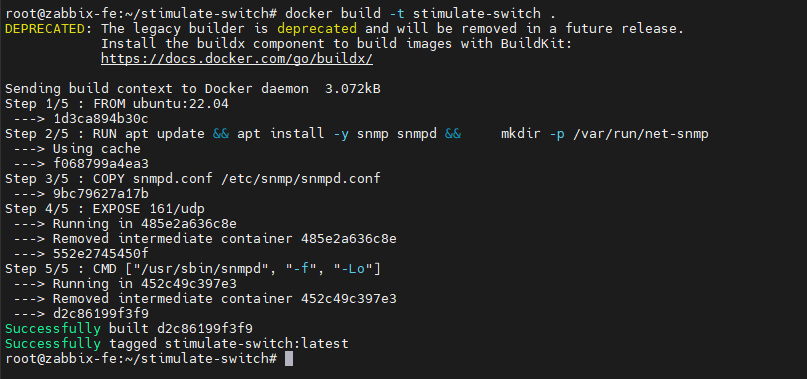 root@zabbix-fe:~/stimulate-switch# docker build -t stimulate-switch .
DEPRECATED: The legacy builder is deprecated and will be removed in a future release.
            Install the buildx component to build images with BuildKit:
            https://docs.docker.com/go/buildx/

Sending build context to Docker daemon  3.072kB
Step 1/5 : FROM ubuntu:22.04
 ---> 1d3ca894b30c
Step 2/5 : RUN apt update && apt install -y snmp snmpd &&     mkdir -p /var/run/net-snmp
 ---> Using cache
 ---> f068799a4ea3
Step 3/5 : COPY snmpd.conf /etc/snmp/snmpd.conf
 ---> 9bc79627a17b
Step 4/5 : EXPOSE 161/udp
 ---> Running in 485e2a636c8e
 ---> Removed intermediate container 485e2a636c8e
 ---> 552e2745450f
Step 5/5 : CMD ["/usr/sbin/snmpd", "-f", "-Lo"]
 ---> Running in 452c49c397e3
 ---> Removed intermediate container 452c49c397e3
 ---> d2c86199f3f9
Successfully built d2c86199f3f9
Successfully tagged stimulate-switch:latest
root@zabbix-fe:~/stimulate-switch#